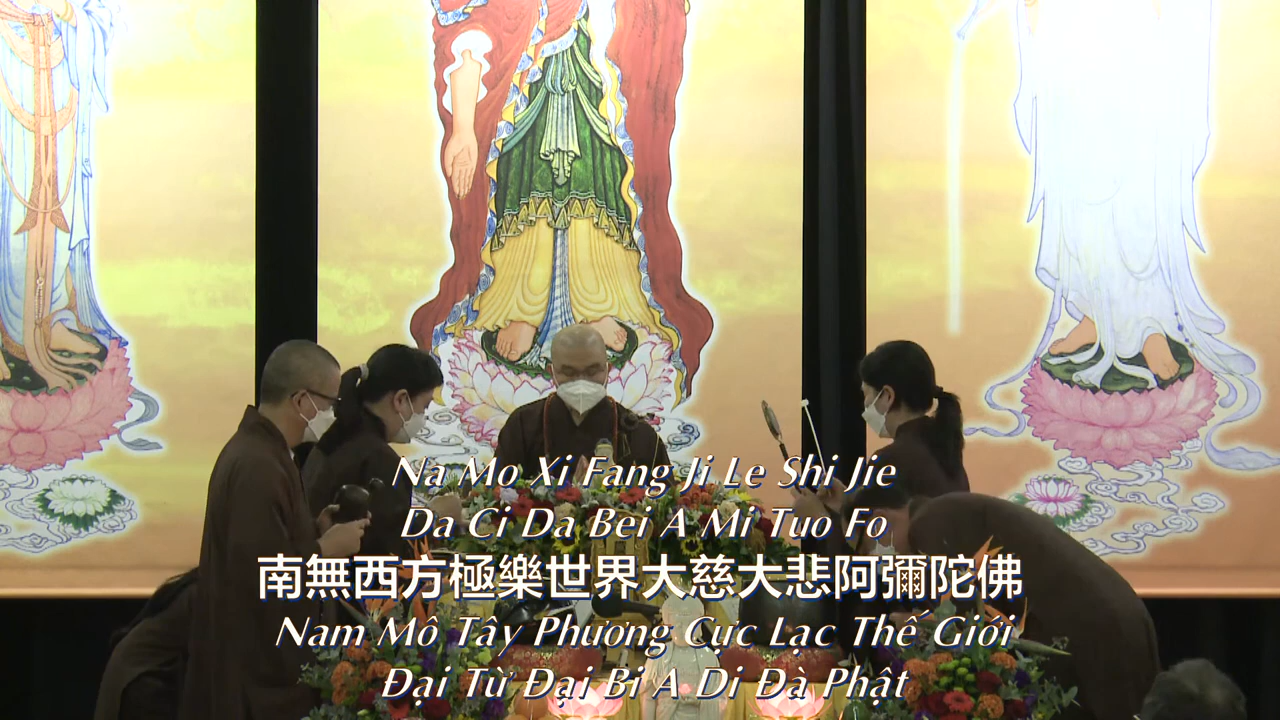 Na Mo Xi Fang Ji Le Shi Jie
Da Ci Da Bei A Mi Tuo Fo
南無西方極樂世界大慈大悲阿彌陀佛
Nam Mô Tây Phương Cực Lạc Thế Giới
Đại Từ Đại Bi A Di Đà Phật